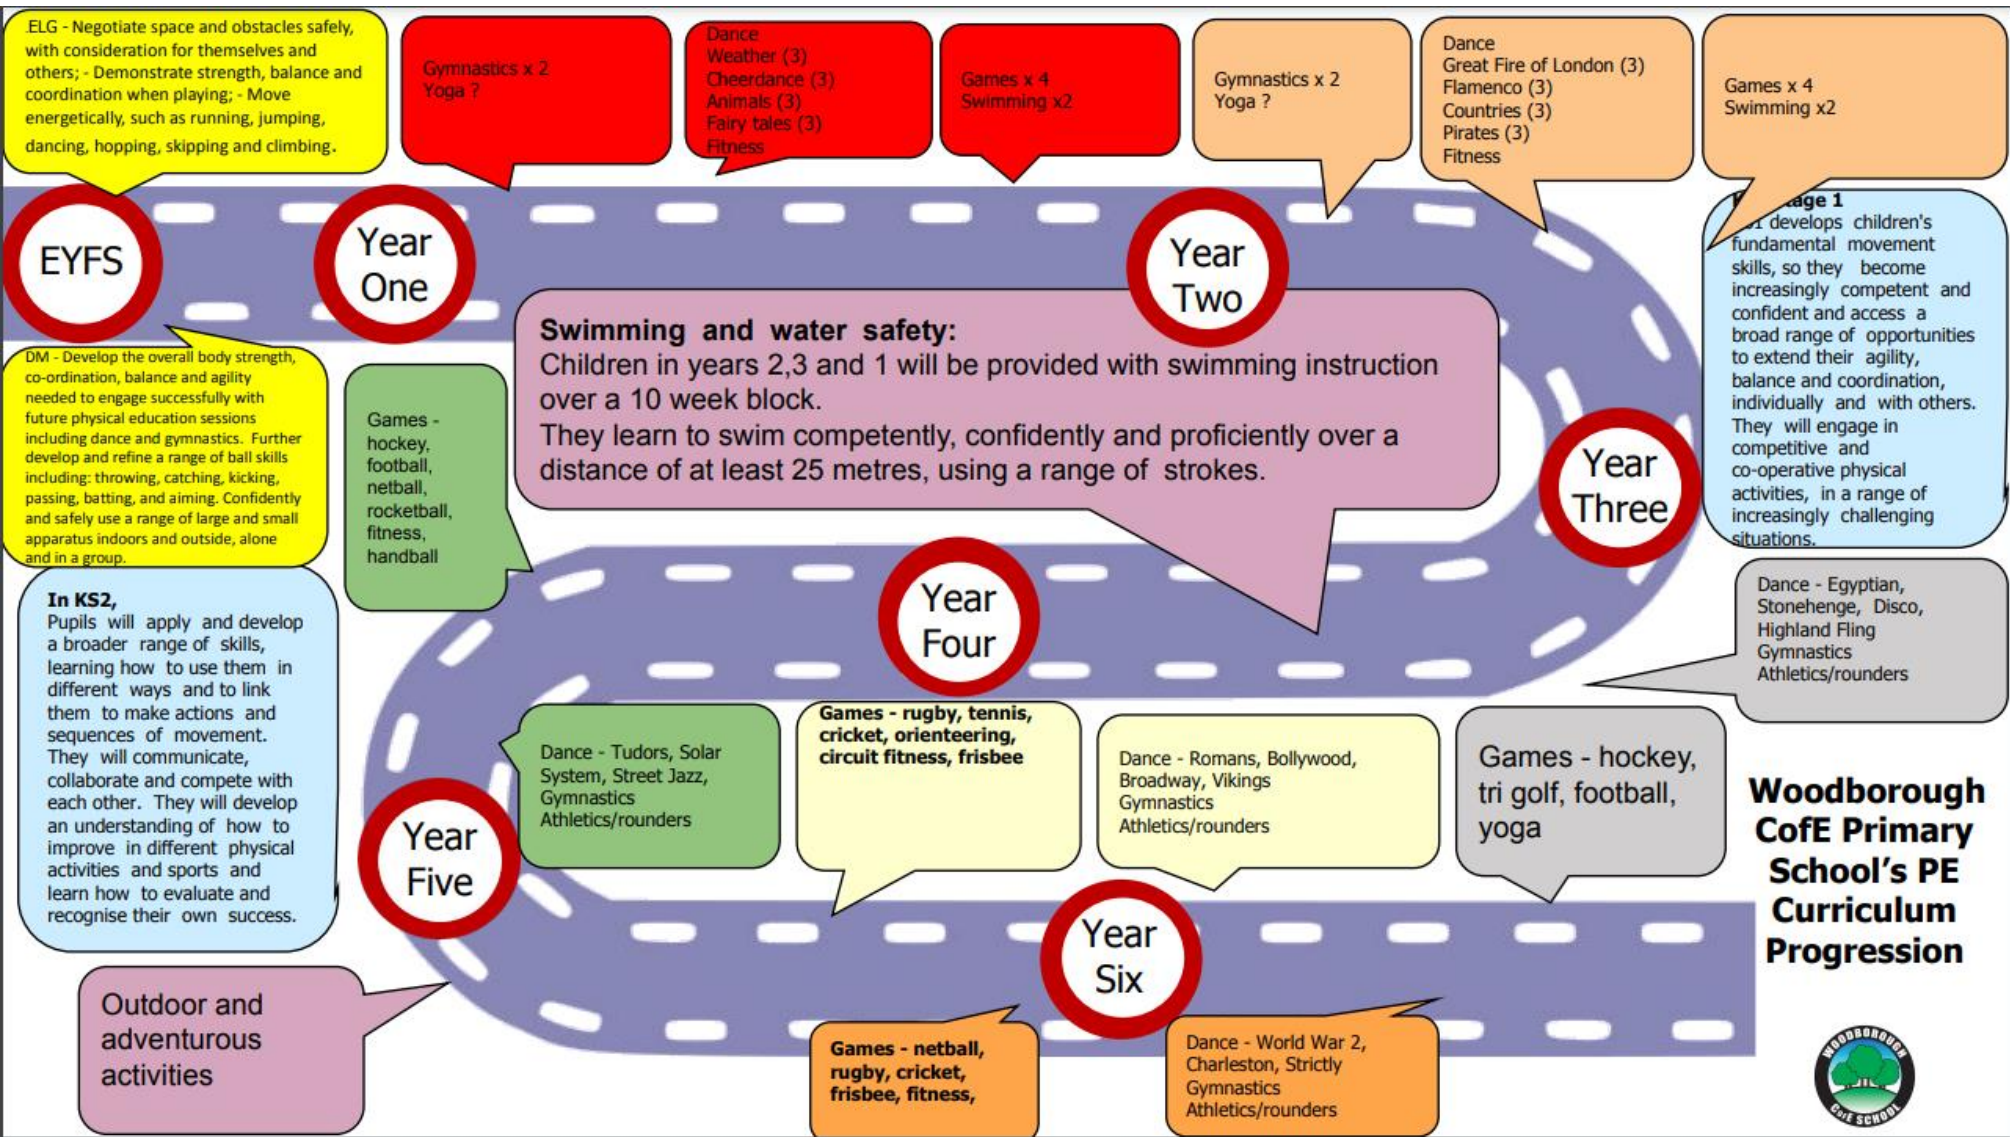 .ELG - Negotiate space and obstacles safely,
with consideration for themselves and
others; - Demonstrate strength, balance and
coordination when playing; - Move
energetically, such as running, jumping,
dancing, hopping, skipping and climbing.
Gymnastics x 2
Yoga ?
Dance
Weather (3)
Cheerdance (3)
Animals (3)
Fairy tales (3)
Fitness
Games x 4
Swimming x2
Gymnastics x 2
Yoga ?
Dance
Great Fire of London (3)
Flamenco (3)
Countries (3)
Pirates (3)
Fitness
Games x 4
Swimming x2
EYFS
Year
One
Year
Two
1
develops children's
fundamental movement
skills, so they become
increasingly competent and
confident and access a
broad range of opportunities
to extend their agility,
balance and coordination,
individually and with others.
They will engage in
competitive and
co-operative physical
activities, in a range of
increasingly challenging
situations.
Swimming and water safety:
Children in years 2,3 and 1 will be provided with swimming instruction
over a 10 week block.
They learn to swim competently, confidently and proficiently over a
distance of at least 25 metres, using a range of strokes.
DM - Develop the overall body strength,
co-ordination, balance and agility
needed to engage successfully with
future physical education sessions
including dance and gymnastics. Further
develop and refine a range of ball skills
including: throwing, catching, kicking,
passing, batting, and aiming. Confidently
and safely use a range of large and small
apparatus indoors and outside, alone
and in a group.
Games -
hockey,
football,
netball,
rocketball,
fitness,
handball
Year
Three
Year
Four
In KS2,
Pupils will apply and develop
a broader range of skills,
learning how to use them in
different ways and to link
them to make actions and
sequences of movement.
They will communicate,
collaborate and compete with
each other. They will develop
an understanding of how to
improve in different physical
activities and sports and
learn how to evaluate and
recognise their own success.
Dance - Egyptian,
Stonehenge, Disco,
Highland Fling
Gymnastics
Athletics/rounders
Year
Five
Dance - Tudors, Solar
System, Street Jazz,
Gymnastics
Athletics/rounders
Games - rugby, tennis,
cricket, orienteering,
circuit fitness, frisbee
Dance - Romans, Bollywood,
Broadway, Vikings
Gymnastics
Athletics/rounders
Games - hockey,
tri golf, football,
yoga
Woodborough
CofE Primary
School's PE
Curriculum
Progression
Year
Six
Outdoor and
adventurous
activities
Games - netball,
rugby, cricket,
frisbee, fitness,
Dance - World War 2,
Charleston, Strictly
Gymnastics
Athletics/rounders
WOODBOROUGH
CofE SCHOOL